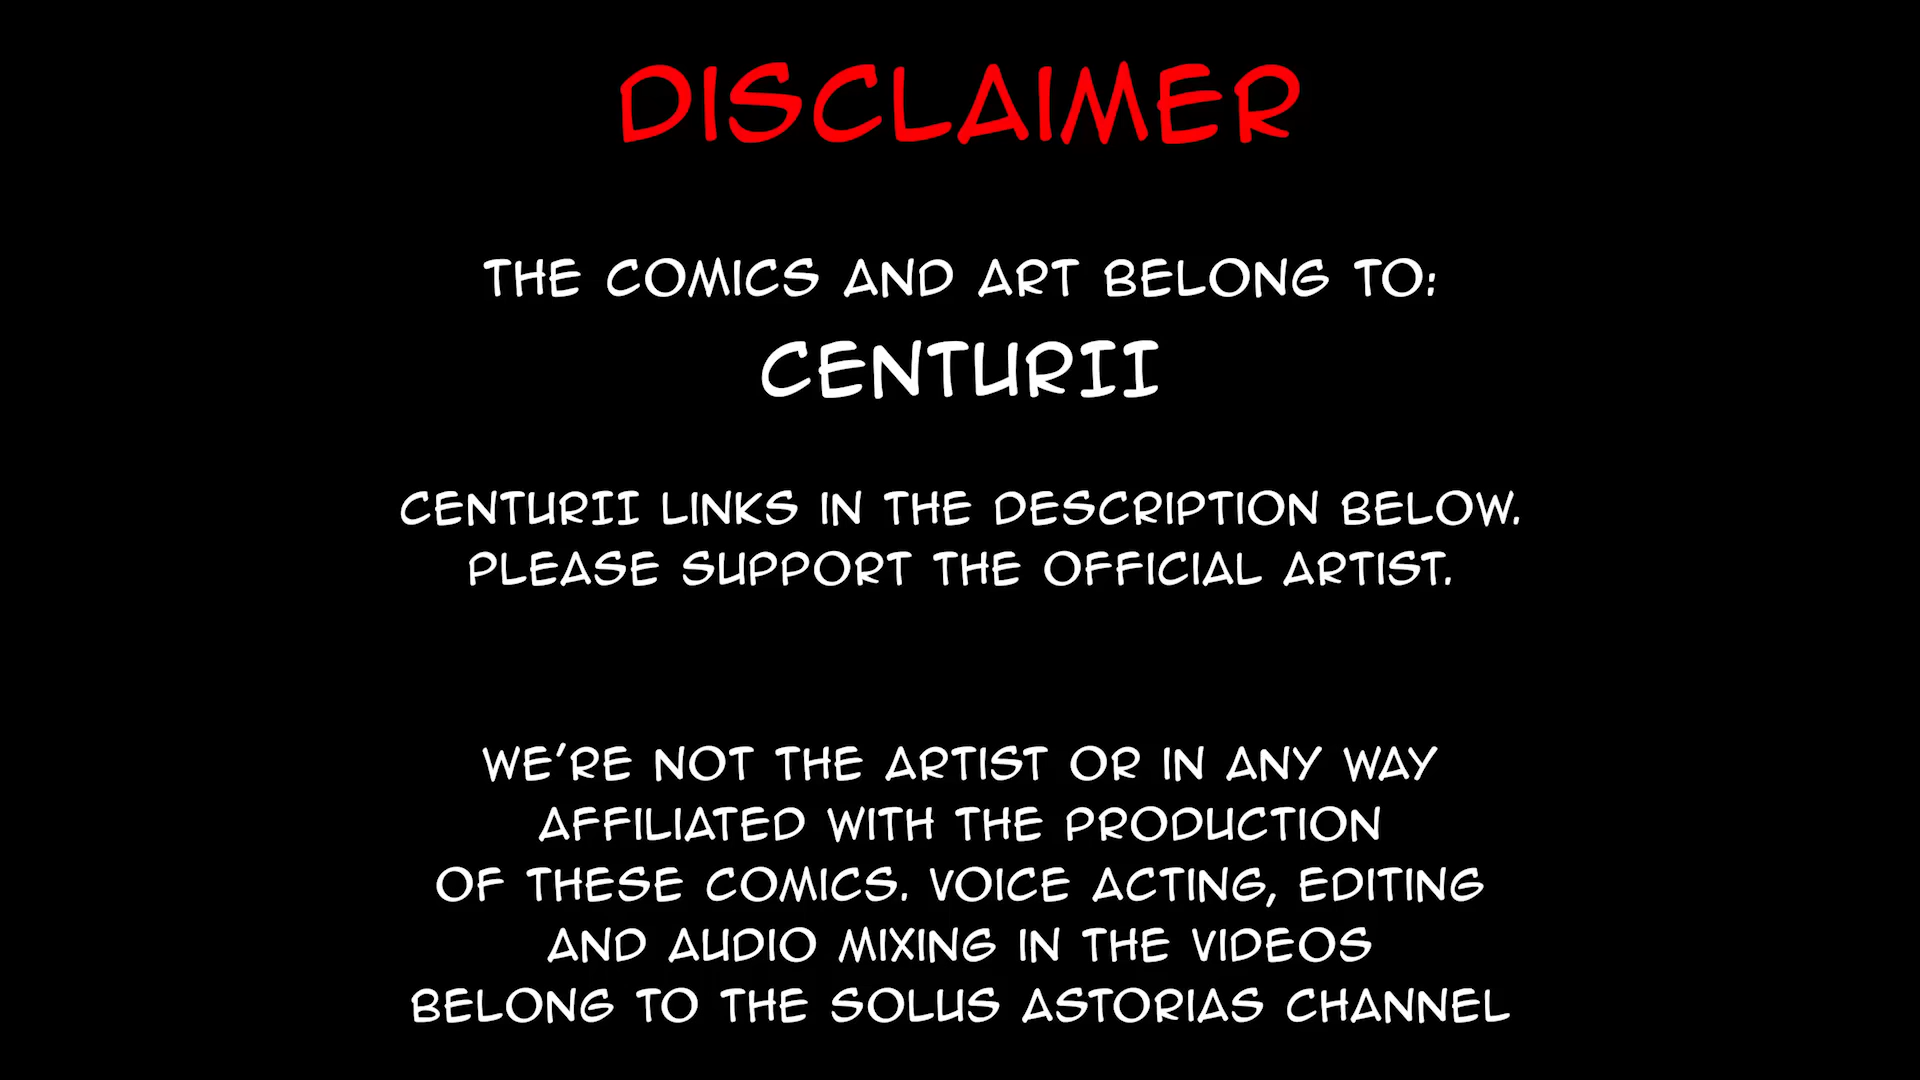 DISCLAIMER
THE COMICS AND ART BELONG TO:
CENTURII
CENTURII LINKS IN THE DESCRIPTION BELOW.
PLEASE SUPPORT THE OFFICIAL ARTIST.
WE'RE NOT THE ARTIST OR IN ANY WAY
AFFILIATED WITH THE PRODUCTION
OF THESE COMICS. VOICE ACTING, EDITING
AND AUDIO MIXING IN THE VIDEOS
BELONG TO THE SOLUS ASTORIAS CHANNEL